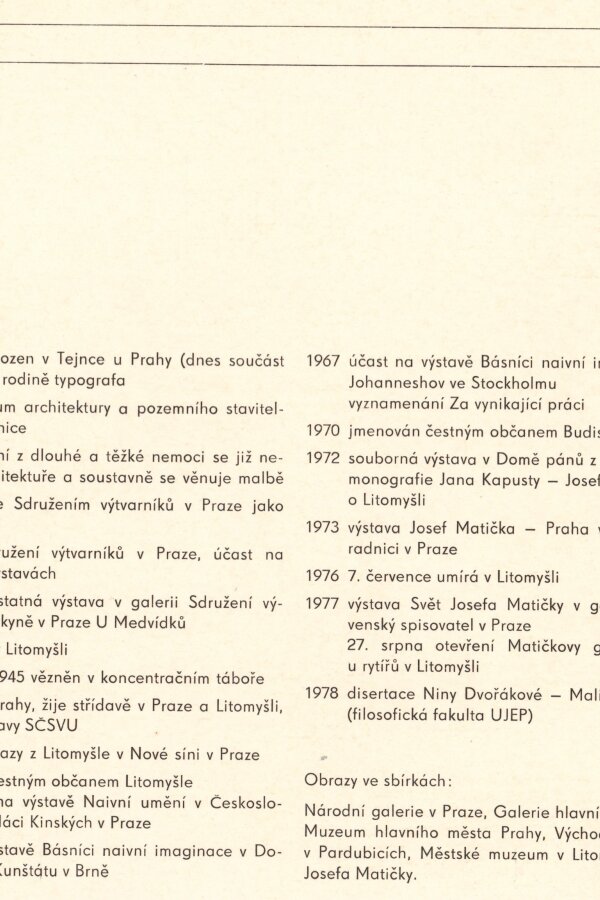 ozen v Tejnce u Prahy (dnes součást
rodině typografa
um architektury a pozemního stavitel-
nice
ní z dlouhé a těžké nemoci se již ne-
itektuře a soustavně se věnuje malbě
e Sdružením výtvarníků v Praze jako
ružení výtvarníků v Praze, účast na
stavách
statná výstava v galerii Sdružení vý-
kyně v Praze U Medvídků
Litomyšli
945 vězněn v koncentračním táboře
rahy, žije střídavě v Praze a Litomyšli,
avy SČSVU
azy z Litomyšle v Nové síni v Praze
estným občanem Litomyšle
na výstavě Naivní umění v Českoslo-
láci Kinských v Praze
stavě Básníci naivní imaginace v Do-
Kunštátu v Brně
1967 účast na výstavě Básníci naivní i
Johanneshov ve Stockholmu
vyznamenání Za vynikající práci
1970 jmenován čestným občanem Budis
1972 souborná výstava v Domě pánů z
monografie Jana Kapusty – Josef
o Litomyšli
1973 výstava Josef Matička – Praha v
radnici v Praze
1976 7. července umírá v Litomyšli
1977 výstava Svět Josefa Matičky v g
venský spisovatel v Praze
27. srpna otevření Matičkovy g
u rytířů v Litomyšli
1978 disertace Niny Dvořákové – Malí
(filosofická fakulta UJEP)
Obrazy ve sbírkách:
Národní galerie v Praze, Galerie hlavní
Muzeum hlavního města Prahy, Východ
v Pardubicích, Městské muzeum v Lito
Josefa Matičky.